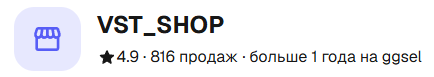 VST_SHOP
★4.9 · 816 продаж · больше 1 года на ggsel